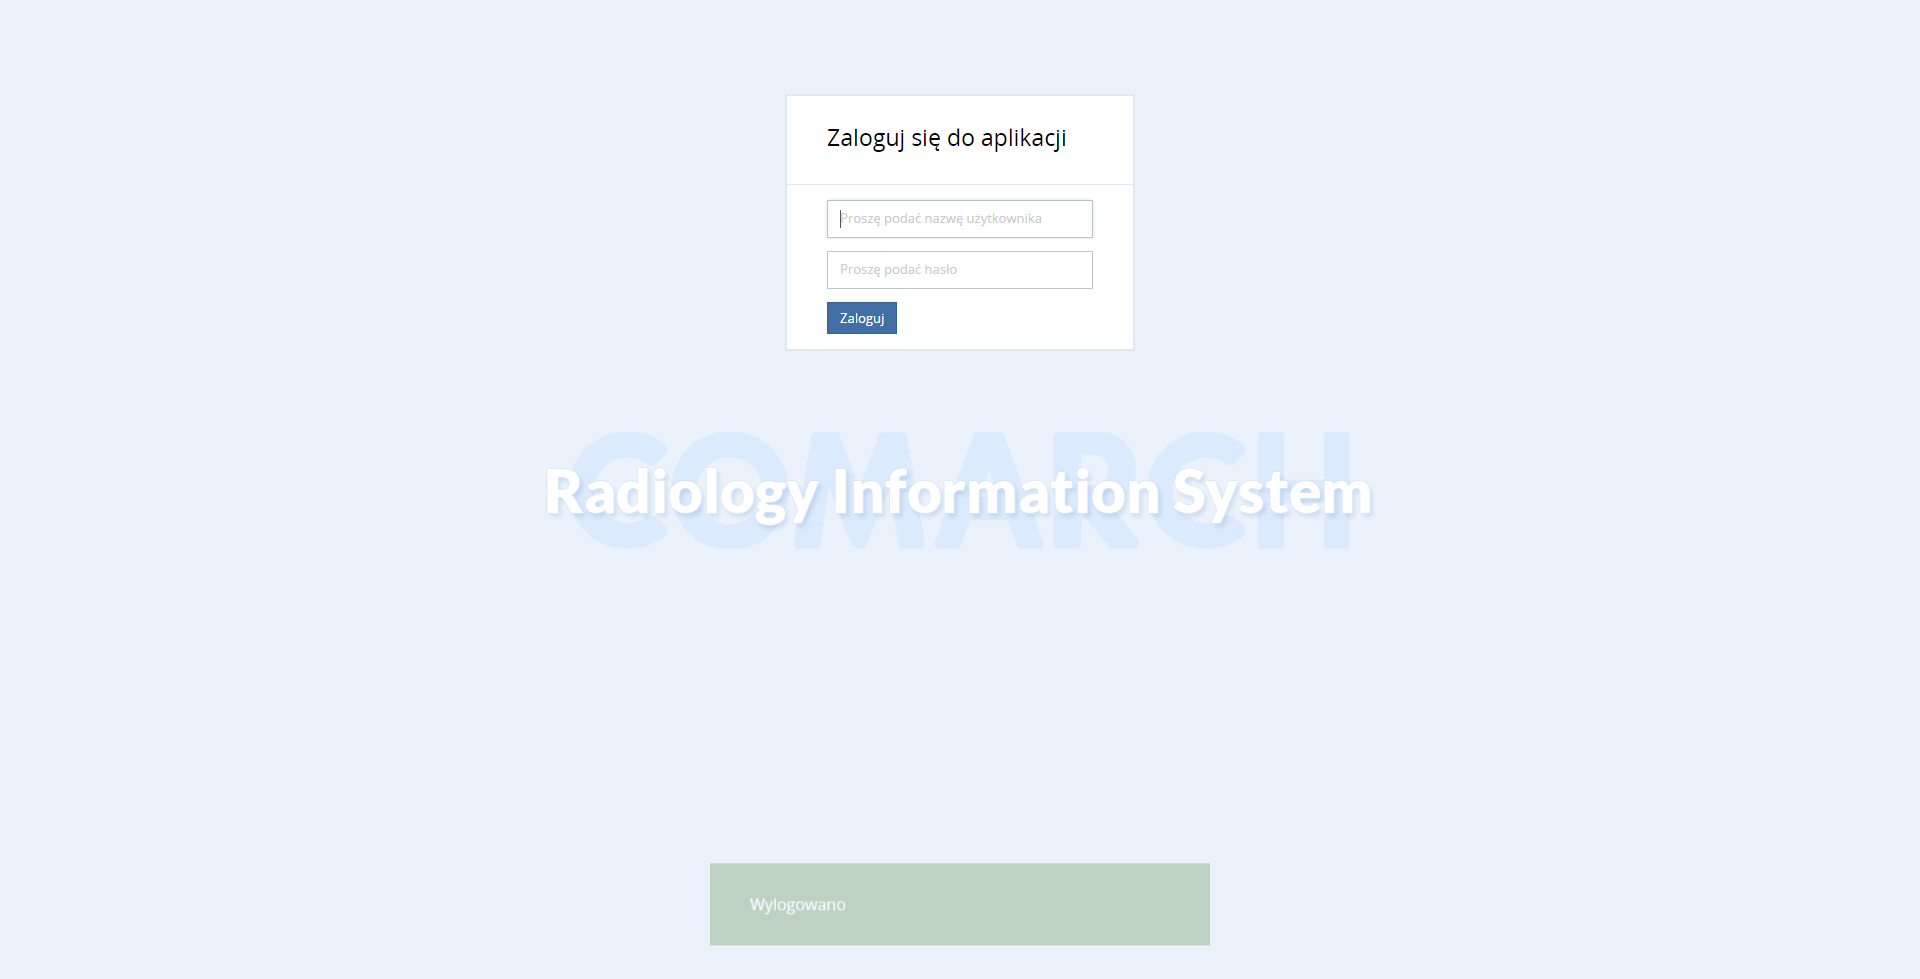 Zaloguj się do aplikacji
Proszę podać nazwę użytkownika
Proszę podać hasło
Zaloguj
COMARCH
Radiology Information System
Wylogowano